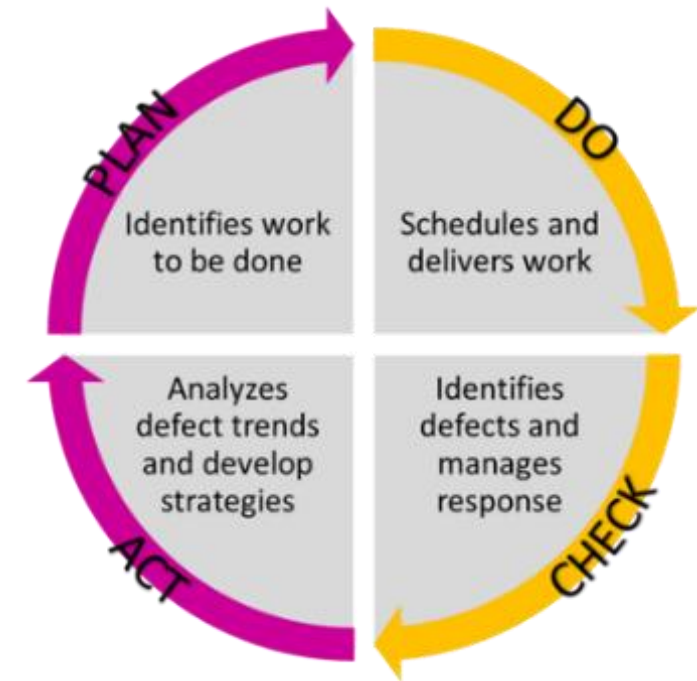 PLAN
Identifies work
to be done
DO
Schedules and
delivers work
CHECK
Identifies
defects and
manages
response
ACT
Analyzes
defect trends
and develop
strategies